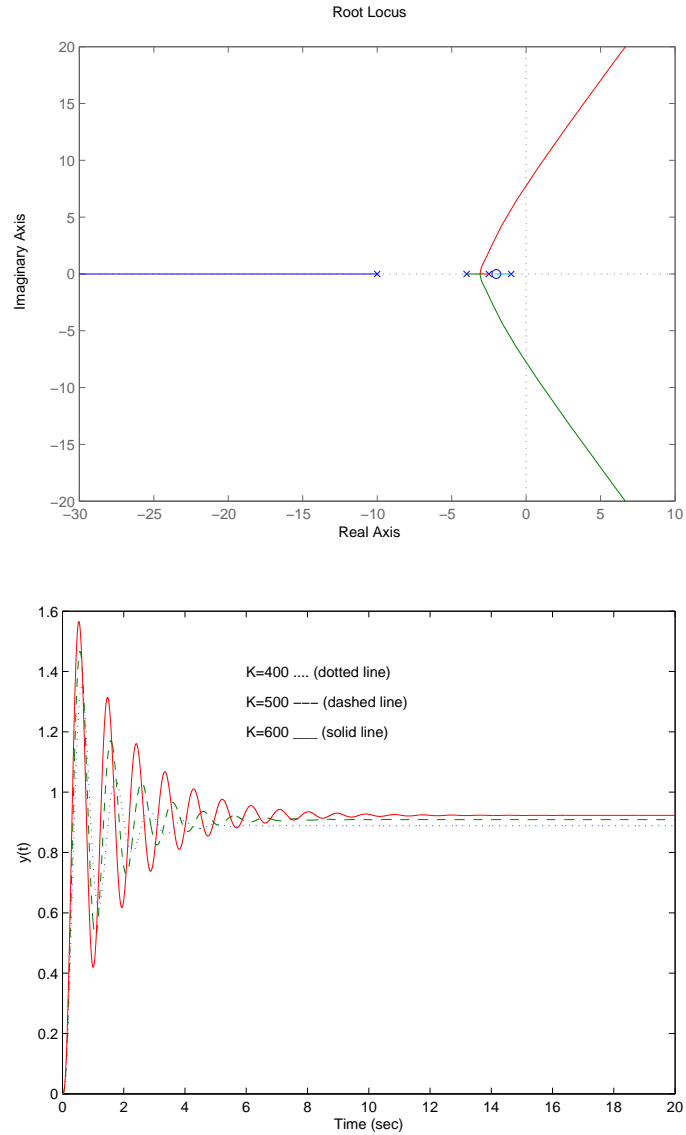 Root Locus
20
15
10
5
0
−5
−10
−15
−20
Imaginary Axis
−30 −25 −20 −15 −10 −5 0 5 10
Real Axis
1.6
1.4
1.2
1
0.8
0.6
0.4
0.2
0
y(t)
K=400 .... (dotted line)
K=500 −−− (dashed line)
K=600 ___ (solid line)
0 2 4 6 8 10 12 14 16 18 20
Time (sec)